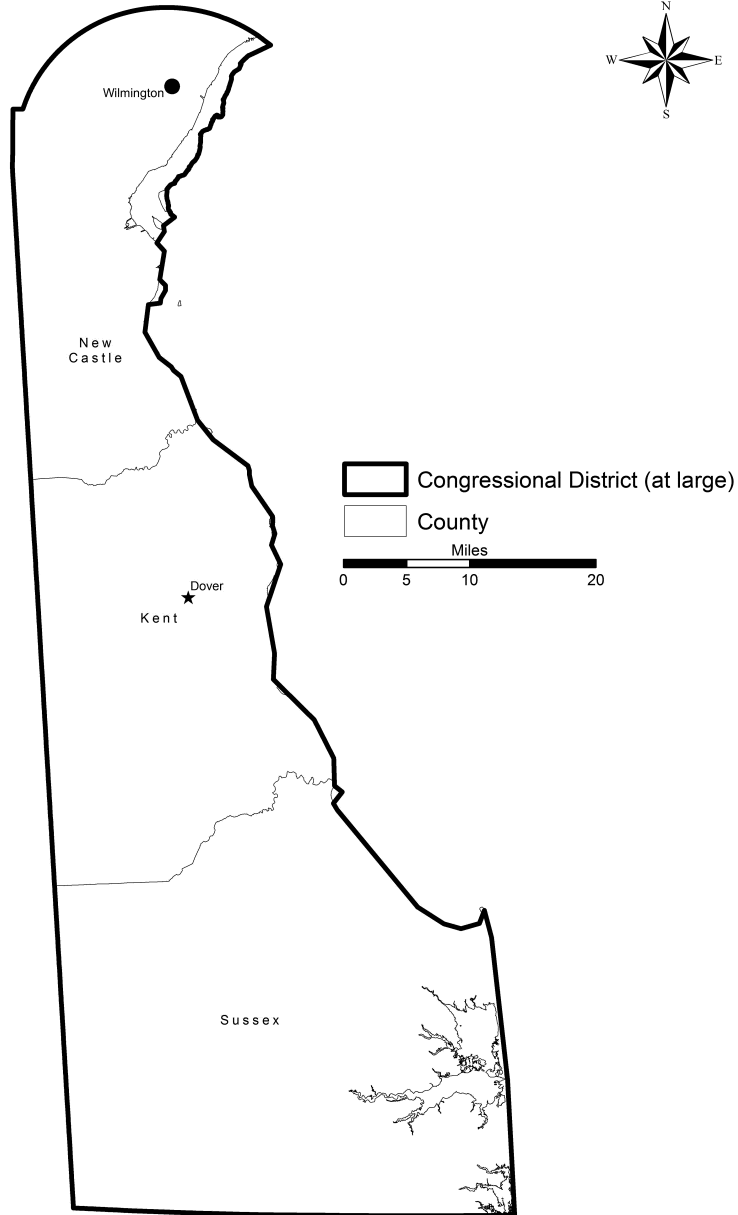 N
W E
S
Wilmington
New
Castle
Congressional District (at large)
County
Miles
0 5 10 20
Dover
Kent
Sussex